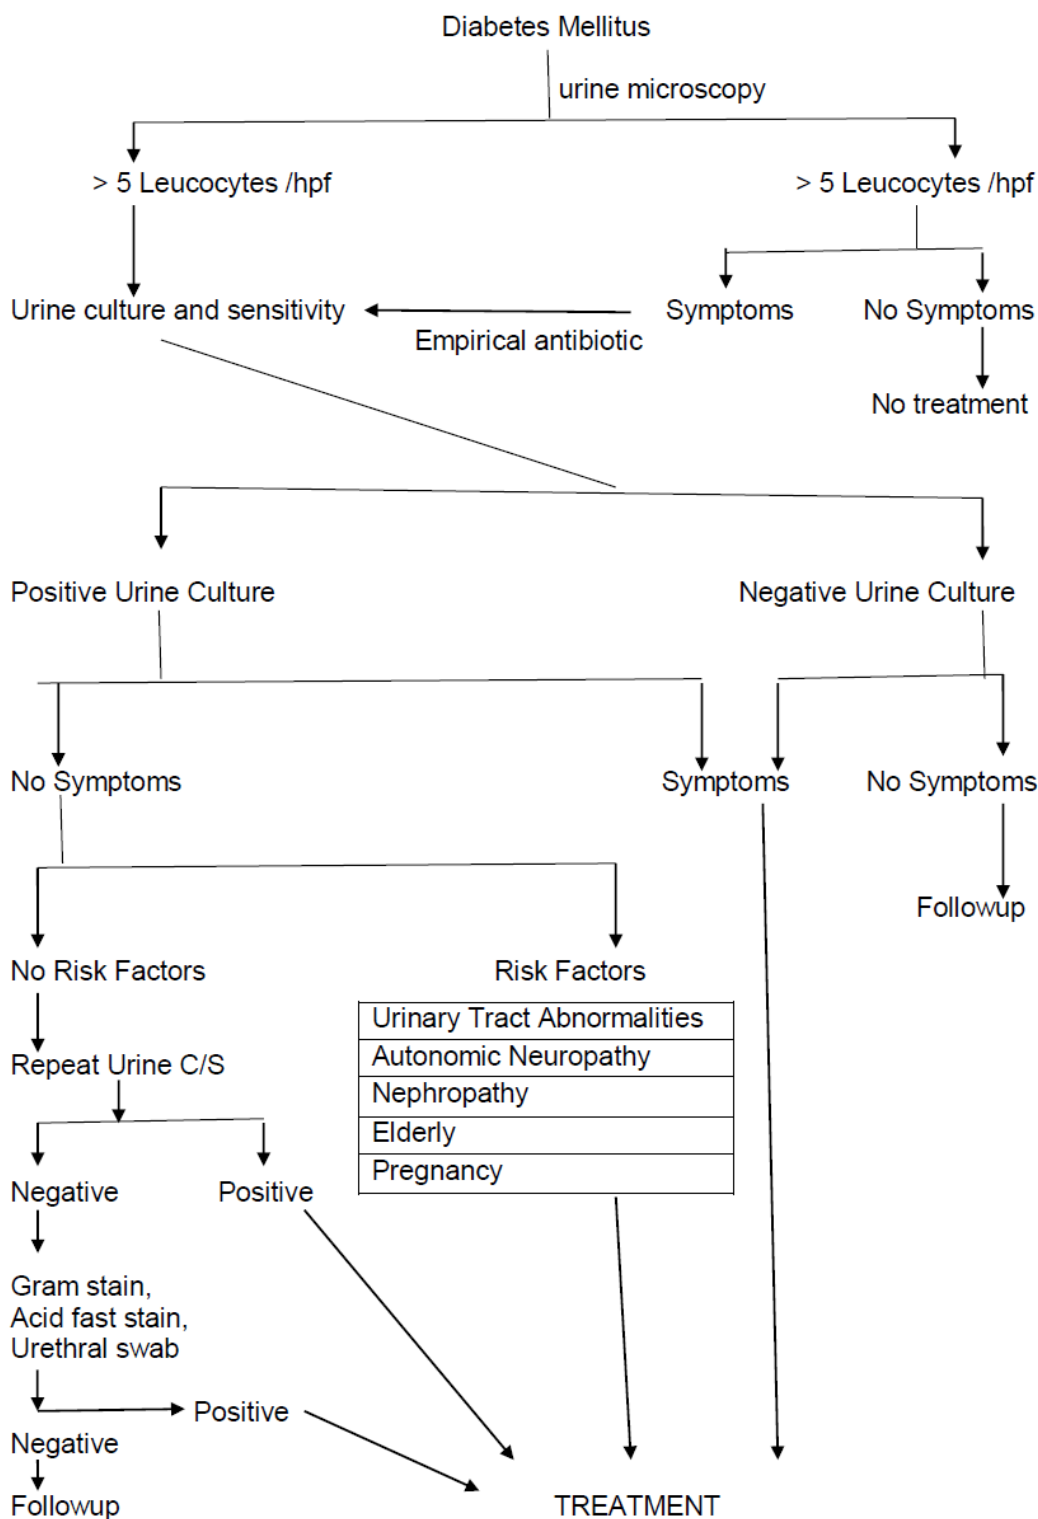 Diabetes Mellitus
urine microscopy
> 5 Leucocytes /hpf
> 5 Leucocytes /hpf
Urine culture and sensitivity
Symptoms
No Symptoms
Empirical antibiotic
No treatment
Positive Urine Culture
Negative Urine Culture
No Symptoms
Symptoms
No Symptoms
Followup
No Risk Factors
Risk Factors
Urinary Tract Abnormalities
Autonomic Neuropathy
Nephropathy
Elderly
Pregnancy
Repeat Urine C/S
Negative
Positive
Gram stain,
Acid fast stain,
Urethral swab
Positive
Negative
Followup
TREATMENT